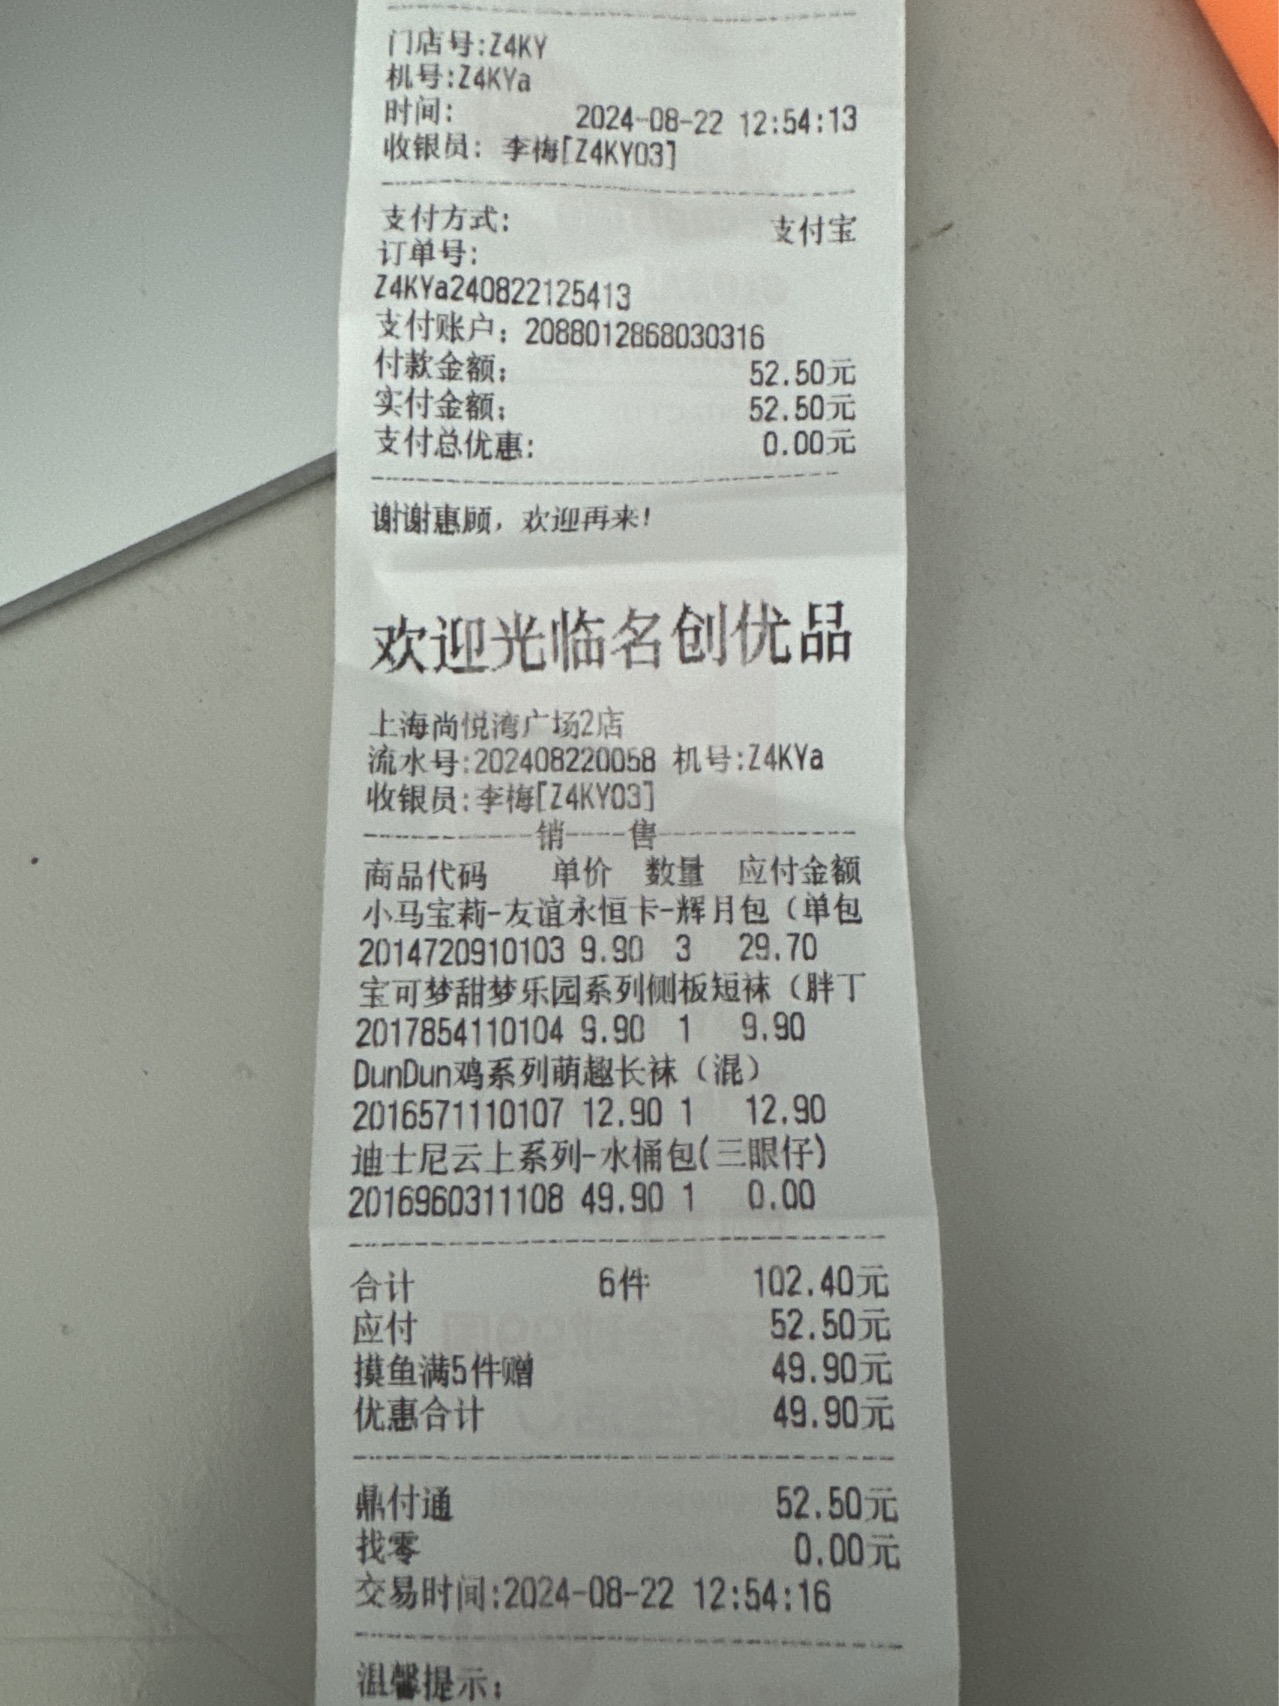 门店号:Z4KY
机号:Z4KYa
时间: 2024-08-22 12:54:13
收银员: 李梅[Z4KY03]
支付方式: 支付宝
订单号:
Z4KYa240822125413
支付账户: 2088012868030316
付款金额: 52.50元
实付金额: 52.50元
支付总优惠: 0.00元
谢谢惠顾, 欢迎再来!
欢迎光临名创优品
上海尚悦湾广场2店
流水号:202408220058 机号:Z4KYa
收银员:李梅[Z4KY03]
销----售
商品代码 单价 数量 应付金额
小马宝莉-友谊永恒卡-辉月包（单包
2014720910103 9.90 3 29.70
宝可梦甜梦乐园系列侧板短袜（胖丁
2017854110104 9.90 1 9.90
DunDun鸡系列萌趣长袜（混）
2016571110107 12.90 1 12.90
迪士尼云上系列-水桶包(三眼仔)
2016960311108 49.90 1 0.00
合计 6件 102.40元
应付 52.50元
摸鱼满5件赠 49.90元
优惠合计 49.90元
鼎付通 52.50元
找零 0.00元
交易时间:2024-08-22 12:54:16
温馨提示: